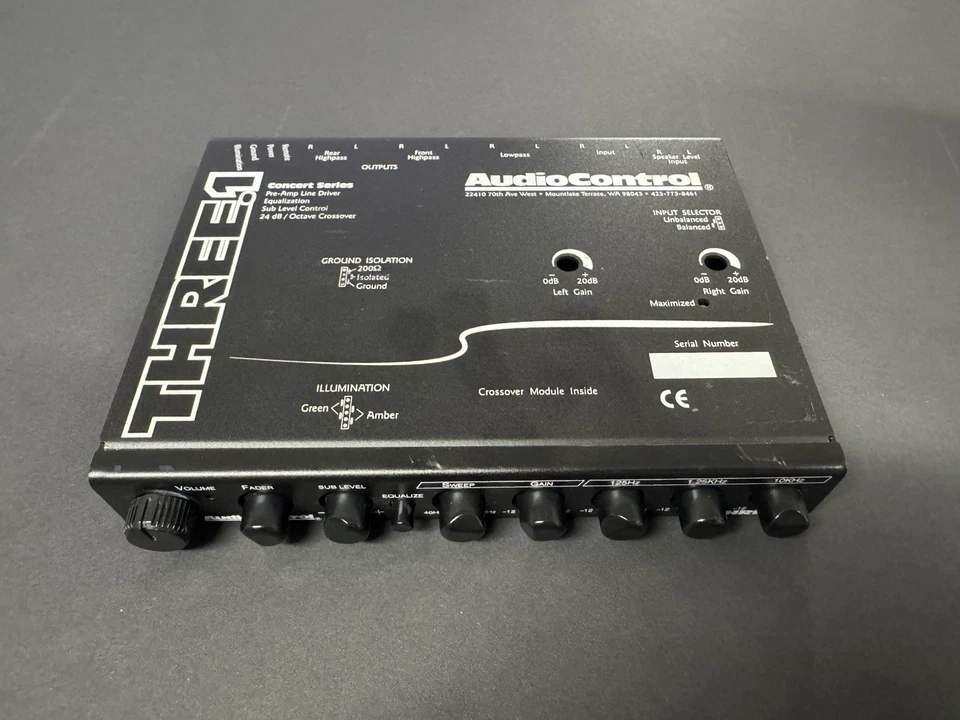 Illumination
Ground
Power
Remote
R L R L R L R L R L
Rear
Highpass
Front
Highpass
Lowpass
Input
Speaker Level
Input
OUTPUTS
THREE.1
Concert Series
Pre-Amp Line Driver
Equalization
Sub Level Control
24 dB / Octave Crossover
AudioControl®
22410 70th Ave West • Mountlake Terrace, WA 98043 • 425-775-8461
INPUT SELECTOR
Unbalanced
Balanced
GROUND ISOLATION
200Ω
Isolated
Ground
− +
0dB 20dB
Left Gain
− +
0dB 20dB
Right Gain
Maximized
Serial Number
ILLUMINATION
Green
Amber
Crossover Module Inside
CE
VOLUME
FADER
SUB LEVEL
EQUALIZE
SWEEP
GAIN
125Hz
1.25KHz
10KHz
− +
-12
-12
-12